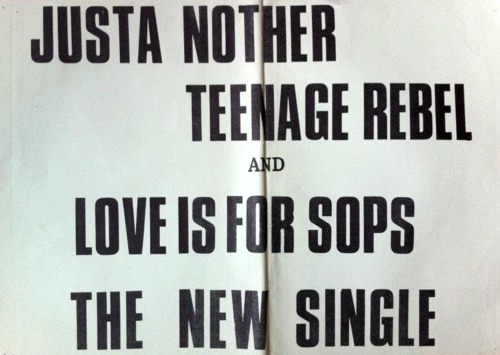 JUSTA NOTHER
TEENAGE REBEL
AND
LOVE IS FOR SOPS
THE NEW SINGLE